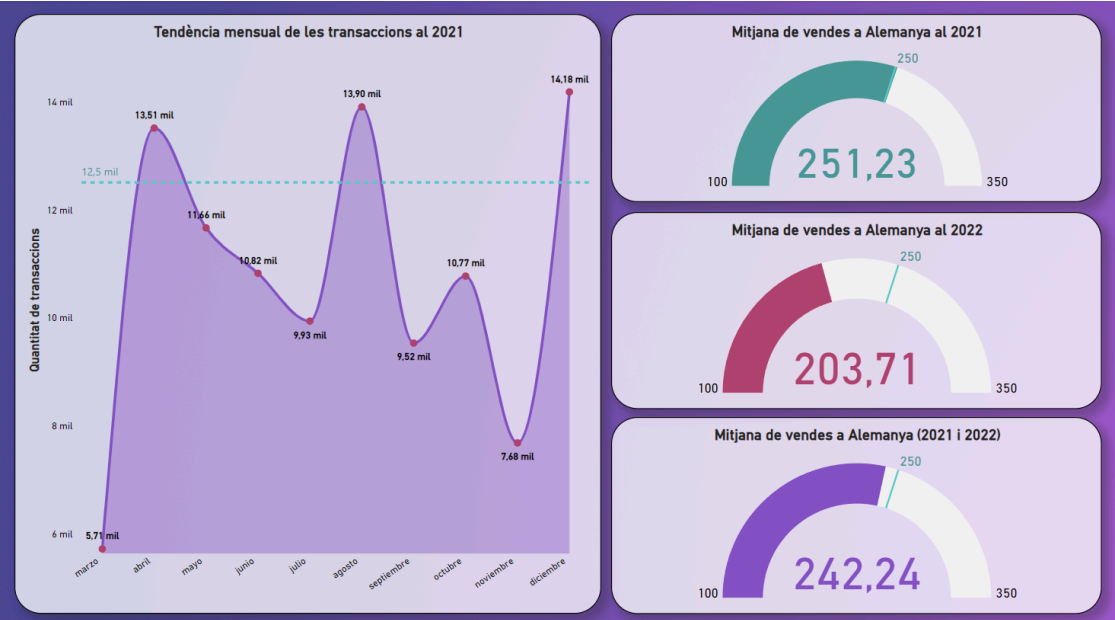 Tendència mensual de les transaccions al 2021
Quantitat de transaccions
14 mil
12 mil
10 mil
8 mil
6 mil
12,5 mil
5,71 mil
13,51 mil
11,66 mil
10,82 mil
9,93 mil
13,90 mil
9,52 mil
10,77 mil
7,68 mil
14,18 mil
marzo
abril
mayo
junio
julio
agosto
septiembre
octubre
noviembre
diciembre
Mitjana de vendes a Alemanya al 2021
250
251,23
100
350
Mitjana de vendes a Alemanya al 2022
250
203,71
100
350
Mitjana de vendes a Alemanya (2021 i 2022)
250
242,24
100
350